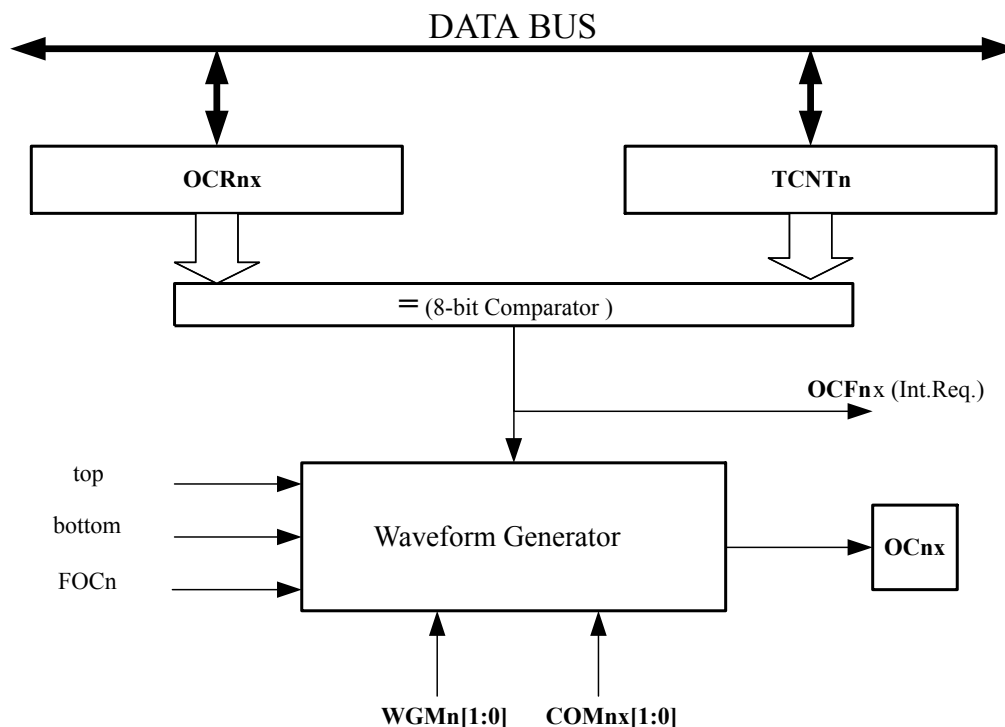 DATA BUS
OCRnx
TCNTn
= (8-bit Comparator )
OCFnx (Int.Req.)
top
bottom
FOCn
Waveform Generator
OCnx
WGMn[1:0]
COMnx[1:0]